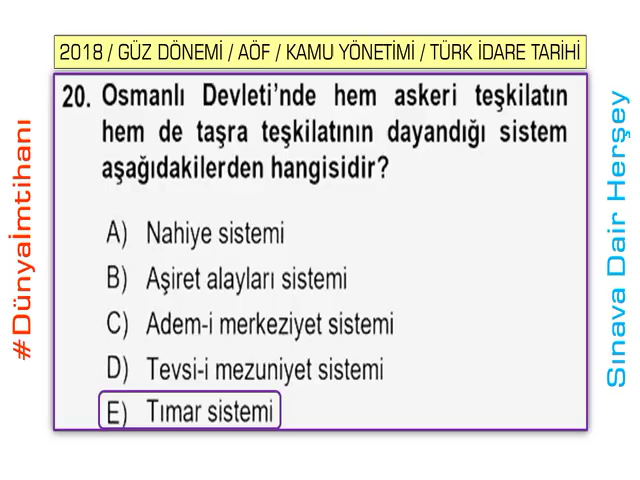 2018 / GÜZ DÖNEMİ / AÖF / KAMU YÖNETİMİ / TÜRK İDARE TARİHİ
#Dünyaİmtihanı
20. Osmanlı Devleti'nde hem askeri teşkilatın
hem de taşra teşkilatının dayandığı sistem
aşağıdakilerden hangisidir?
A) Nahiye sistemi
B) Aşiret alayları sistemi
C) Adem-i merkeziyet sistemi
D) Tevsi-i mezuniyet sistemi
E) Tımar sistemi
Sınava Dair Herşey